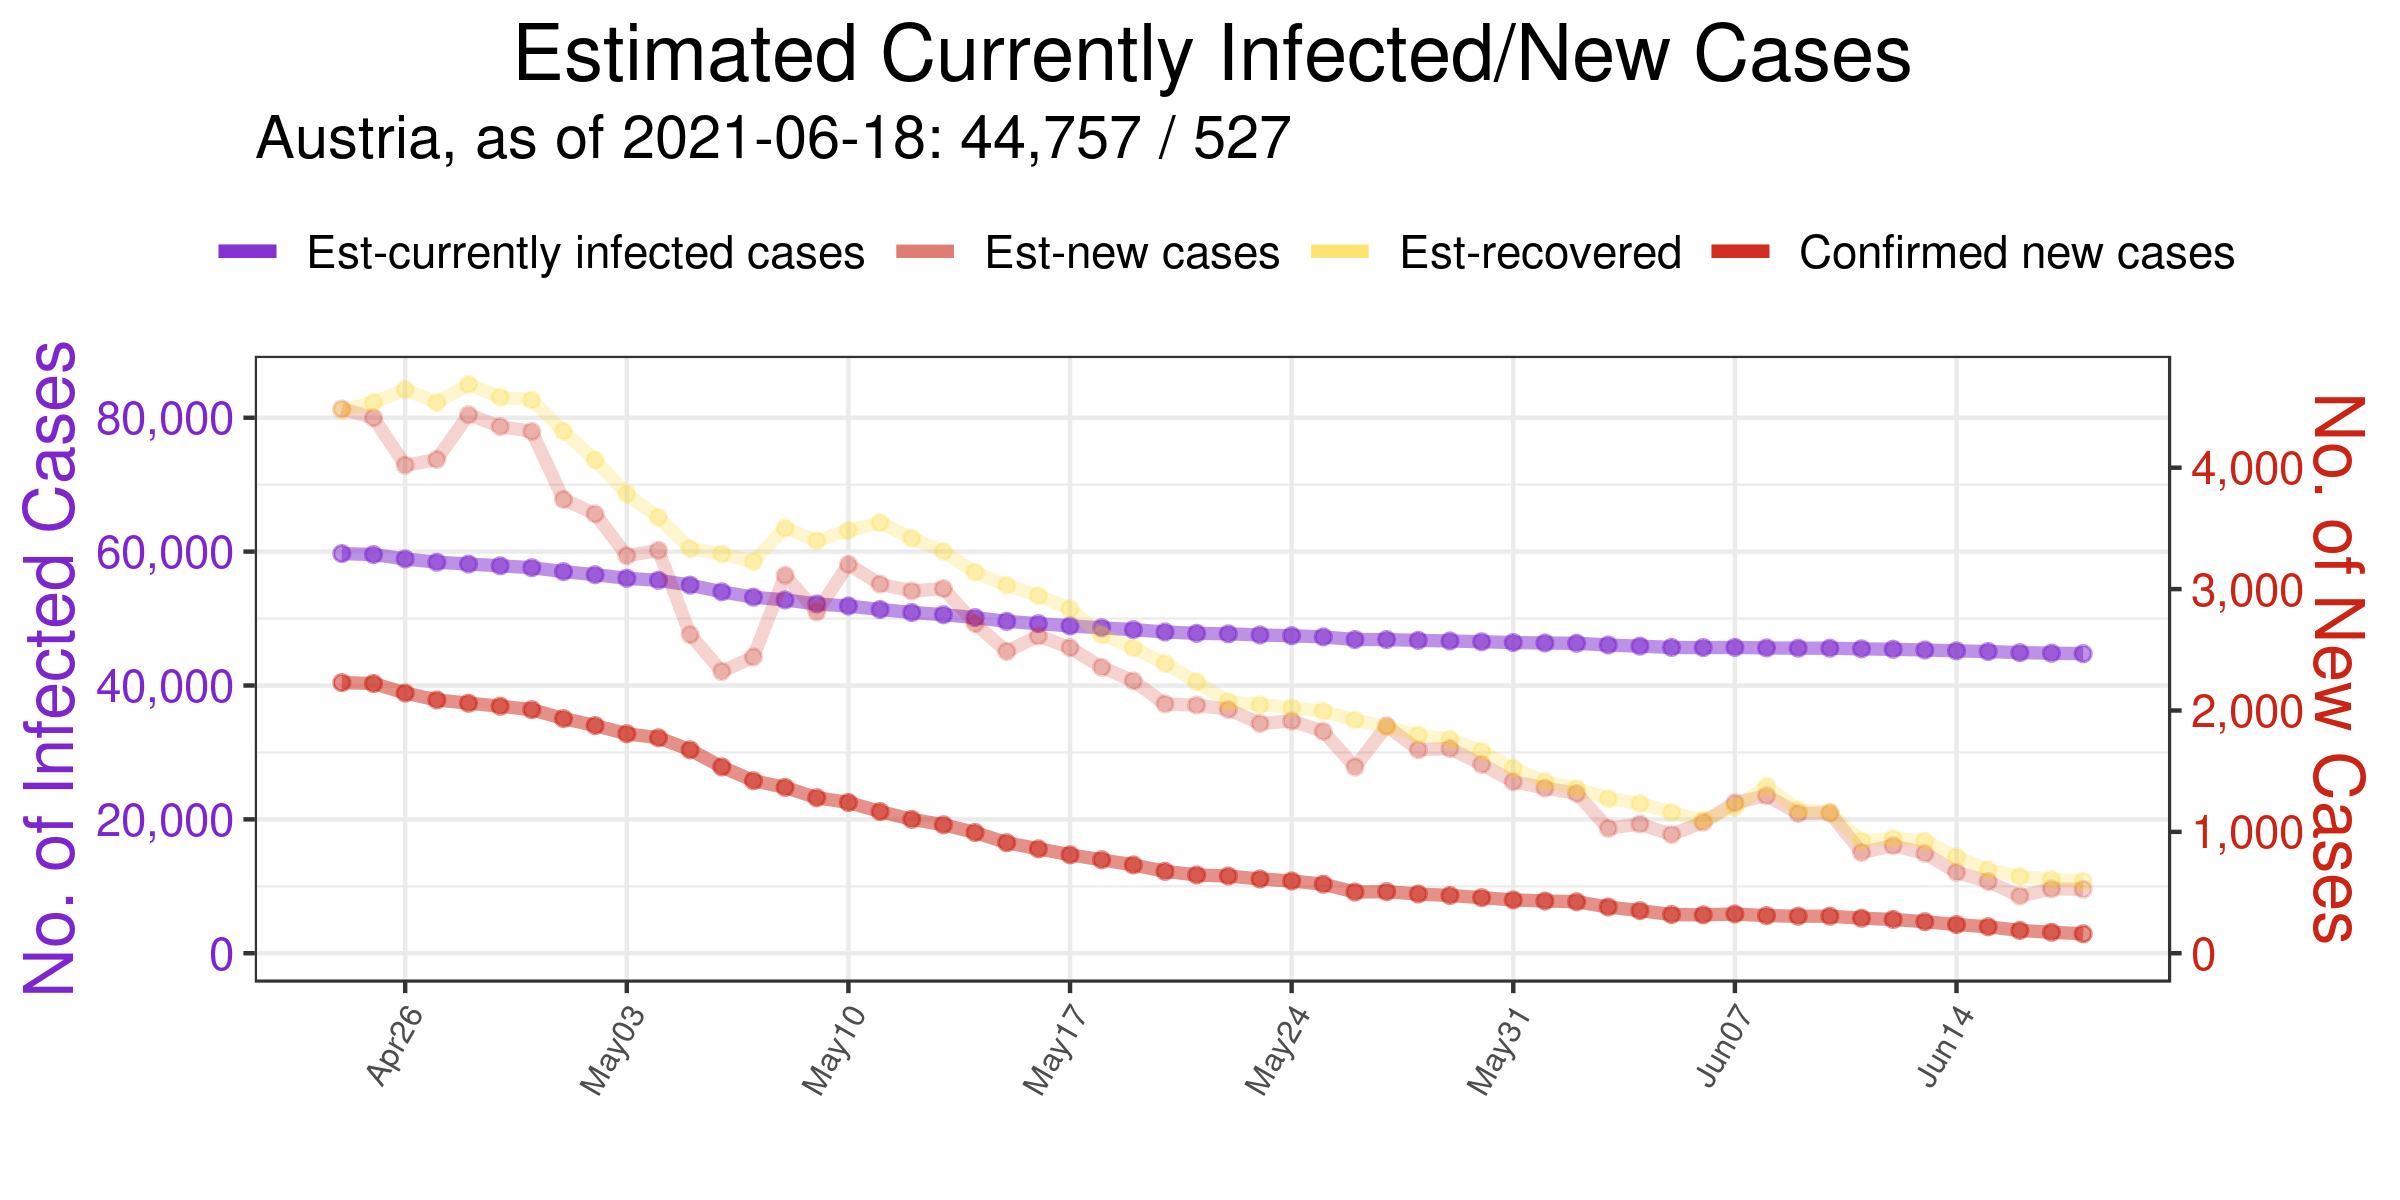 Estimated Currently Infected/New Cases
Austria, as of 2021-06-18: 44,757 / 527
Est-currently infected cases Est-new cases Est-recovered Confirmed new cases
No. of Infected Cases
80,000
60,000
40,000
20,000
0
4,000
3,000
2,000
1,000
0
No. of New Cases
Apr26 May03 May10 May17 May24 May31 Jun07 Jun14